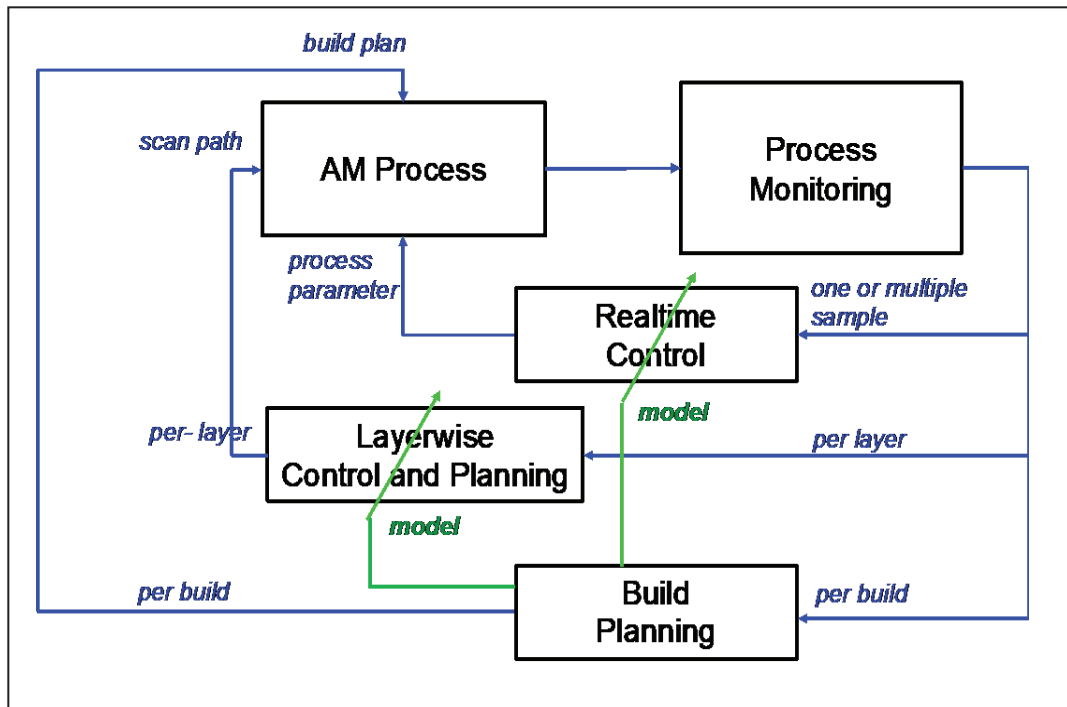 build plan
scan path
AM Process
Process
Monitoring
process
parameter
Realtime
Control
one or multiple
sample
model
per- layer
Layerwise
Control and Planning
per layer
model
per build
Build
Planning
per build